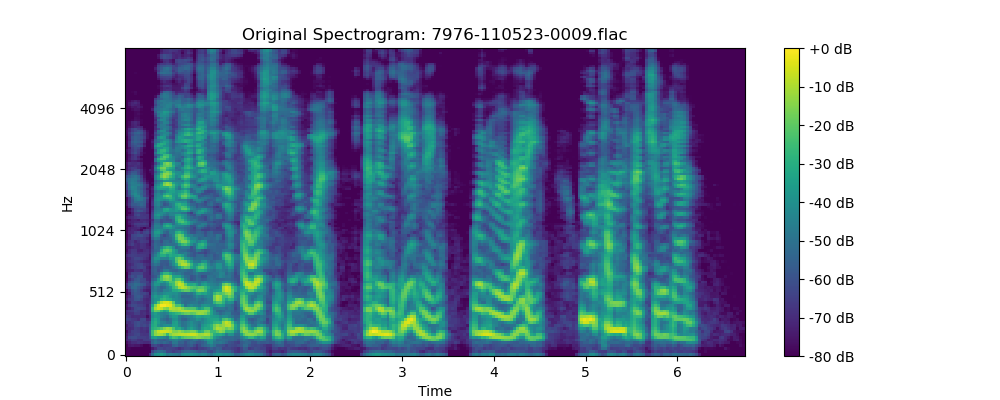 Original Spectrogram: 7976-110523-0009.flac
Hz
4096
2048
1024
512
0
0 1 2 3 4 5 6
Time
+0 dB
-10 dB
-20 dB
-30 dB
-40 dB
-50 dB
-60 dB
-70 dB
-80 dB